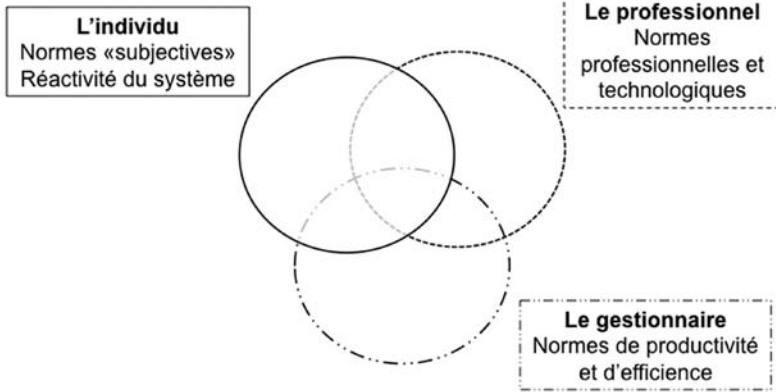 L'individu
Normes «subjectives»
Réactivité du système
Le professionnel
Normes
professionnelles et
technologiques
Le gestionnaire
Normes de productivité
et d'efficience